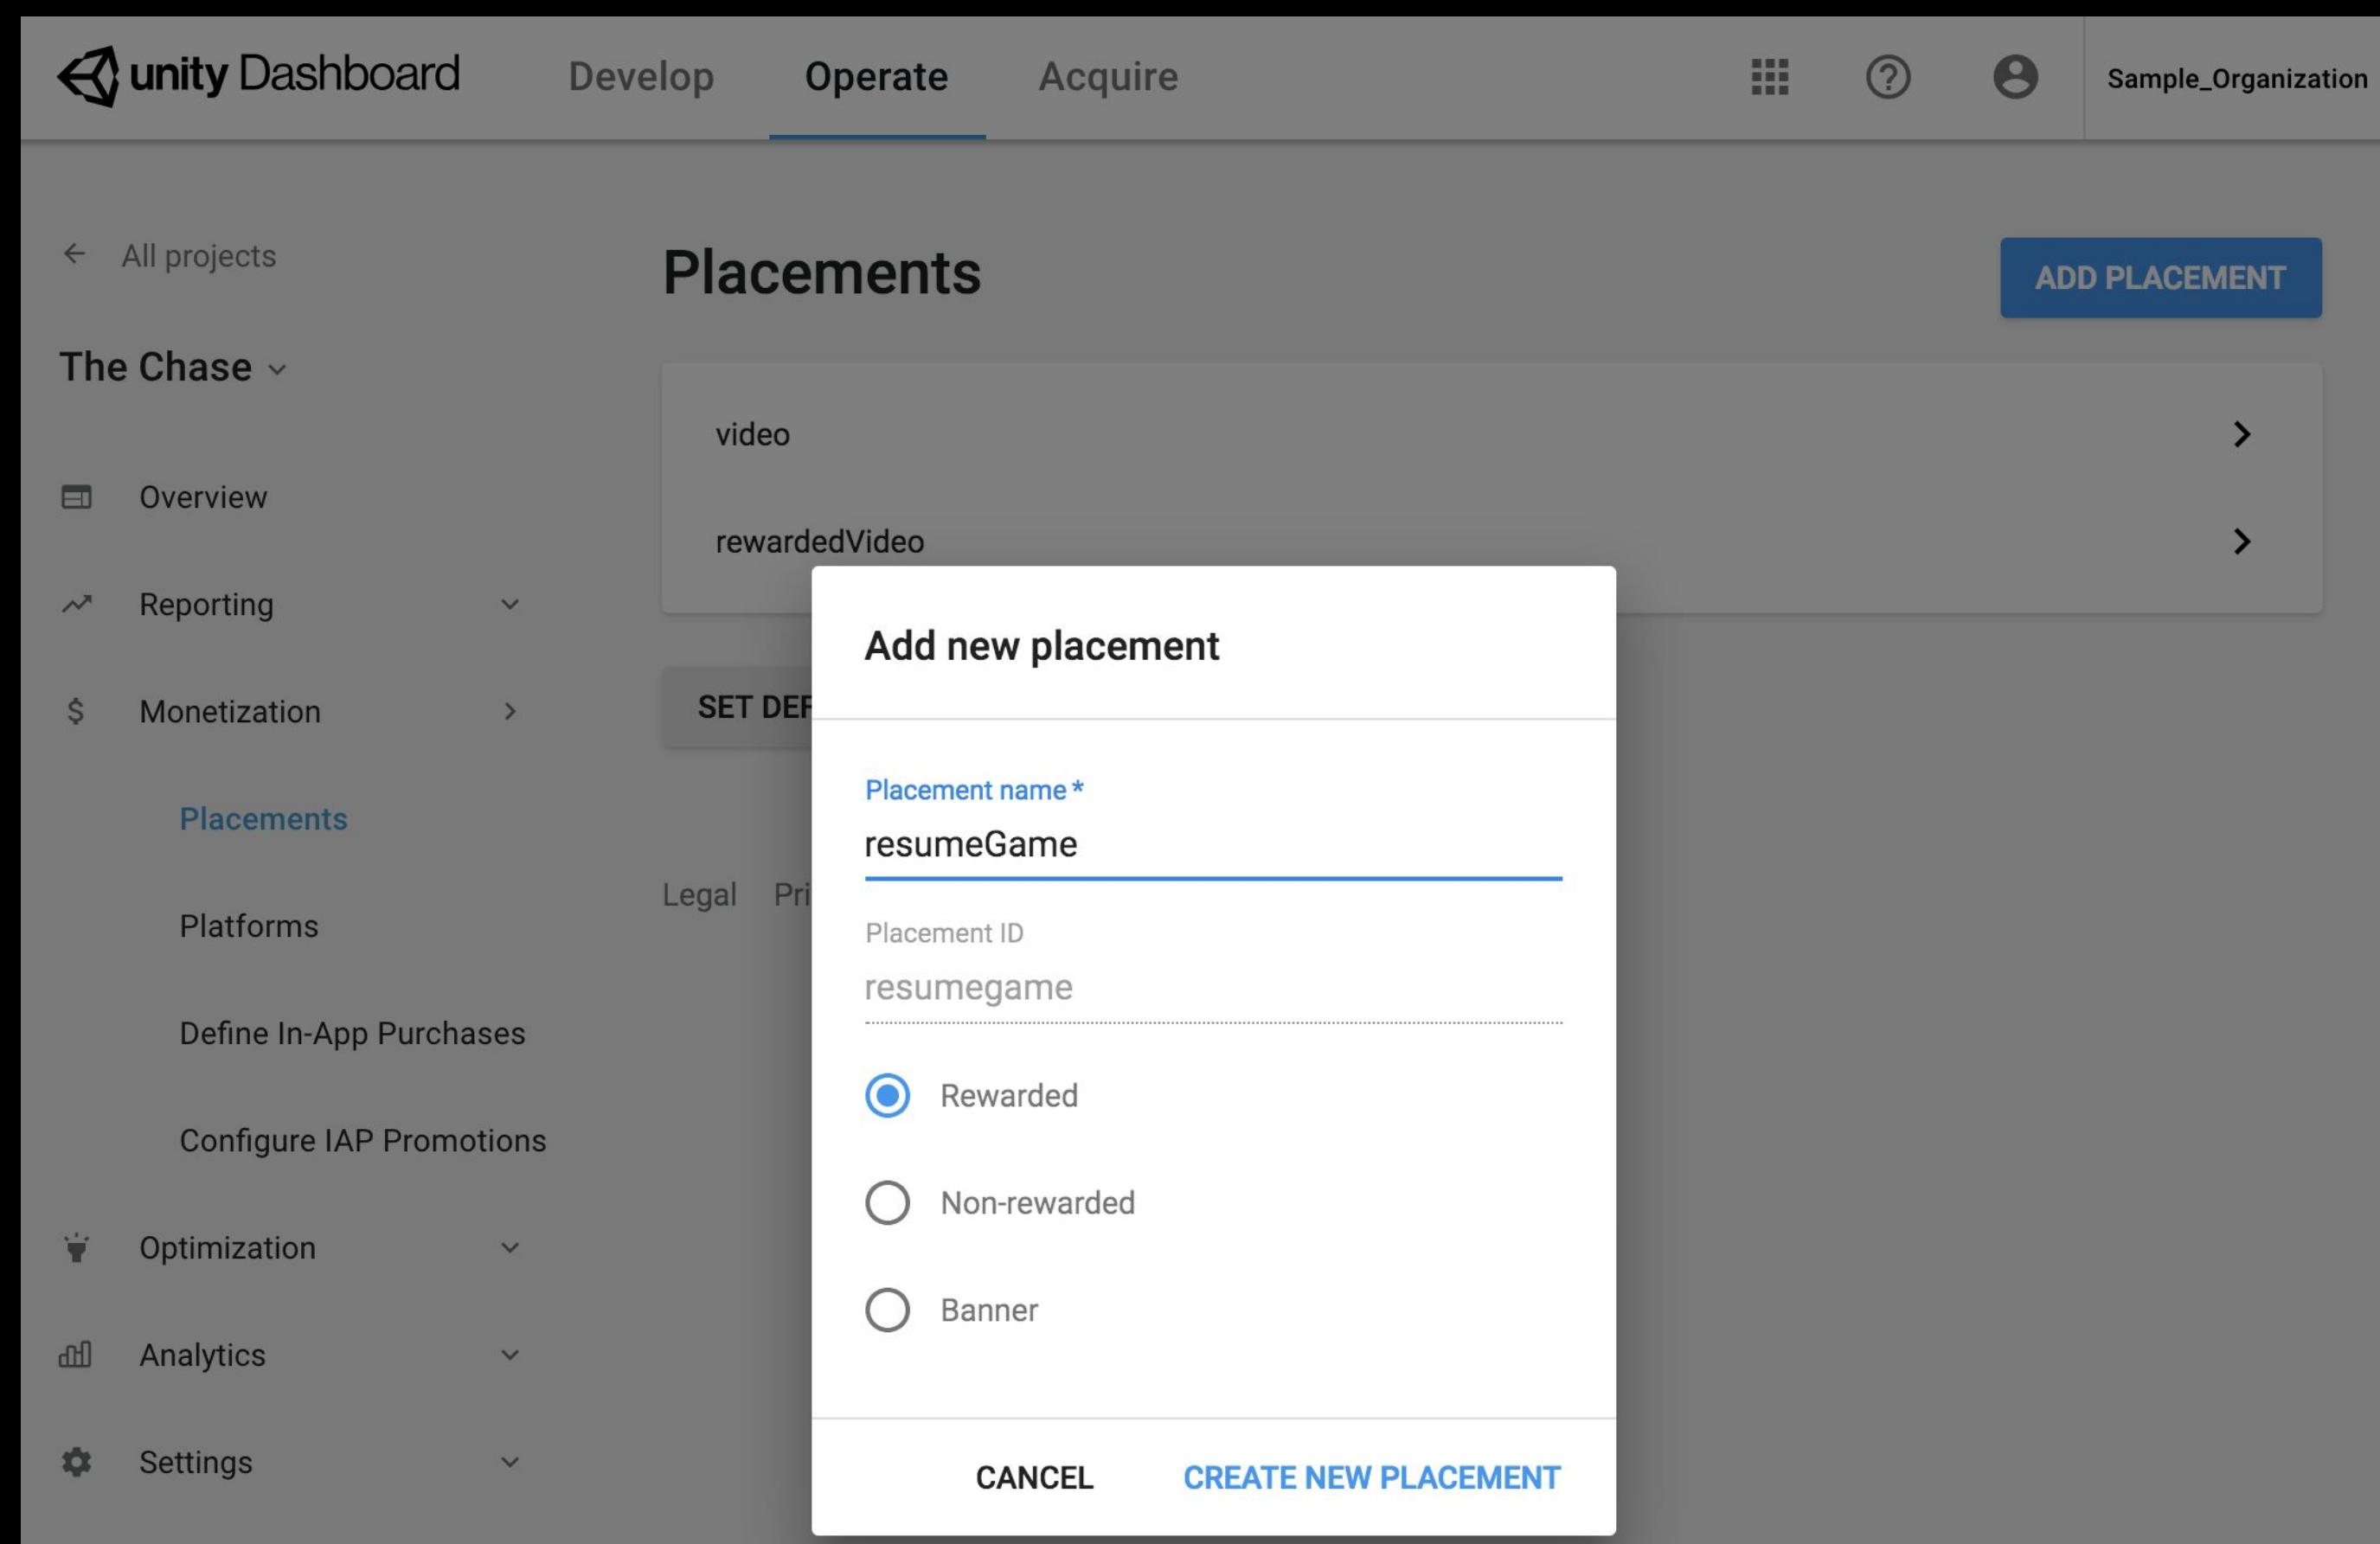 unity Dashboard Develop Operate Acquire Sample_Organization
All projects
The Chase
Overview
Reporting
Monetization
Placements
Platforms
Define In-App Purchases
Configure IAP Promotions
Optimization
Analytics
Settings
Placements
ADD PLACEMENT
video
rewardedVideo
SET DEF
Legal Pri
Add new placement
Placement name *
resumeGame
Placement ID
resumegame
Rewarded
Non-rewarded
Banner
CANCEL CREATE NEW PLACEMENT